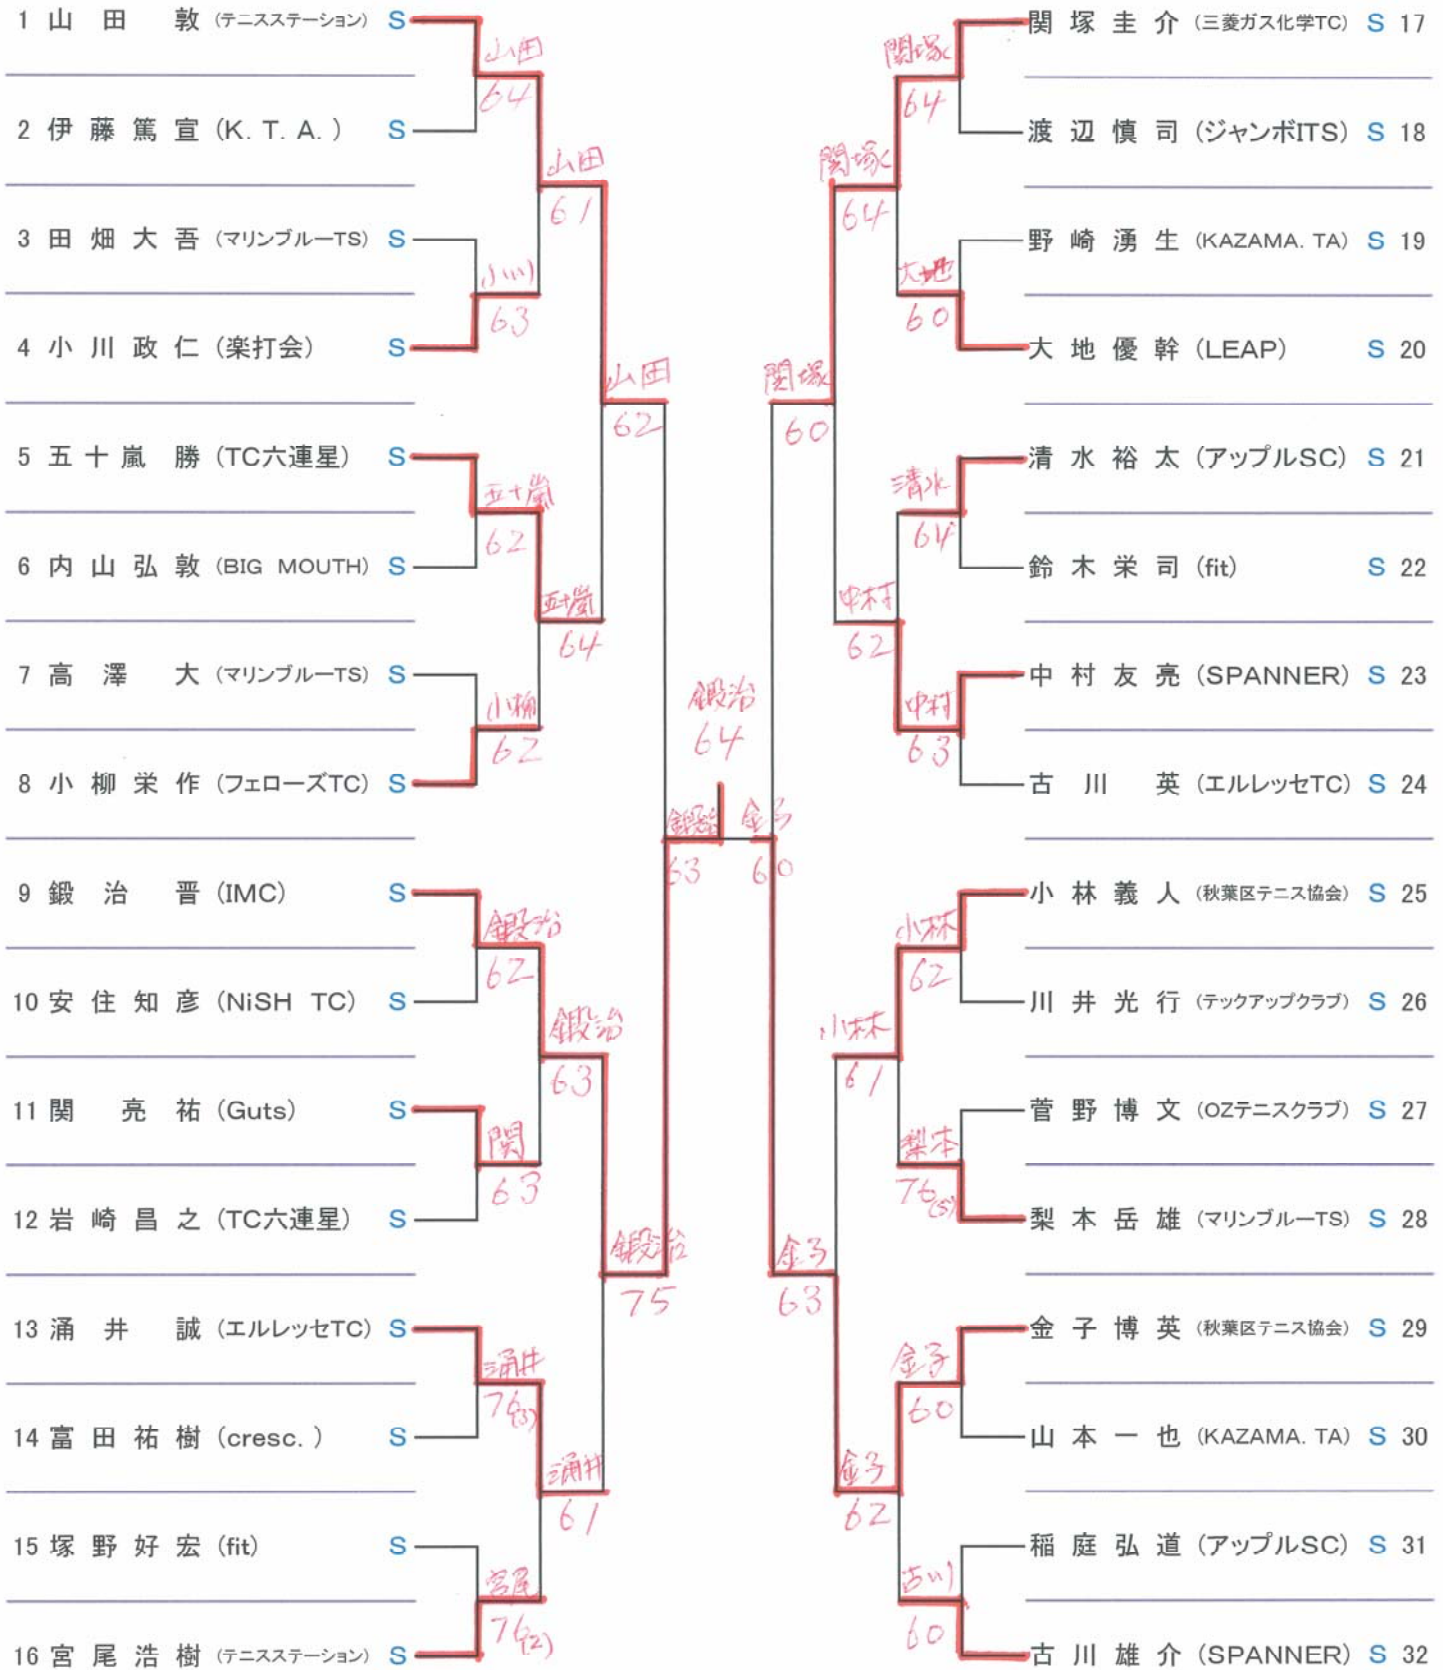 1 山田 敦 (テニスステーション) S
山田
64
2 伊藤篤宣 (K. T. A. ) S
山田
61
3 田畑大吾 (マリンブルーTS) S
小川
63
4 小川政仁 (楽打会) S
山田
62
5 五十嵐 勝 (TC六連星) S
五十嵐
62
6 内山弘敦 (BIG MOUTH) S
五十嵐
64
7 高澤 大 (マリンブルーTS) S
小柳
62
8 小柳栄作 (フェローズTC) S
鍛治
63
9 鍛治 晋 (IMC) S
鍛治
62
10 安住知彦 (NiSH TC) S
鍛治
63
11 関 亮祐 (Guts) S
関
63
12 岩崎昌之 (TC六連星) S
鍛治
75
13 涌井 誠 (エルレッセTC) S
涌井
76(3)
14 富田祐樹 (cresc. ) S
涌井
61
15 塚野好宏 (fit) S
宮尾
76(2)
16 宮尾浩樹 (テニスステーション) S
鍛治
64
関塚圭介 (三菱ガス化学TC) S 17
関塚
64
渡辺慎司 (ジャンボITS) S 18
関塚
64
野崎湧生 (KAZAMA. TA) S 19
大地
60
大地優幹 (LEAP) S 20
関塚
60
清水裕太 (アップルSC) S 21
清水
64
鈴木栄司 (fit) S 22
中村
62
中村友亮 (SPANNER) S 23
中村
63
古川 英 (エルレッセTC) S 24
金子
60
小林義人 (秋葉区テニス協会) S 25
小林
62
川井光行 (テックアップクラブ) S 26
小林
61
菅野博文 (OZテニスクラブ) S 27
梨本
76(5)
梨本岳雄 (マリンブルーTS) S 28
金子
63
金子博英 (秋葉区テニス協会) S 29
金子
60
山本一也 (KAZAMA. TA) S 30
金子
62
稲庭弘道 (アップルSC) S 31
古川
60
古川雄介 (SPANNER) S 32